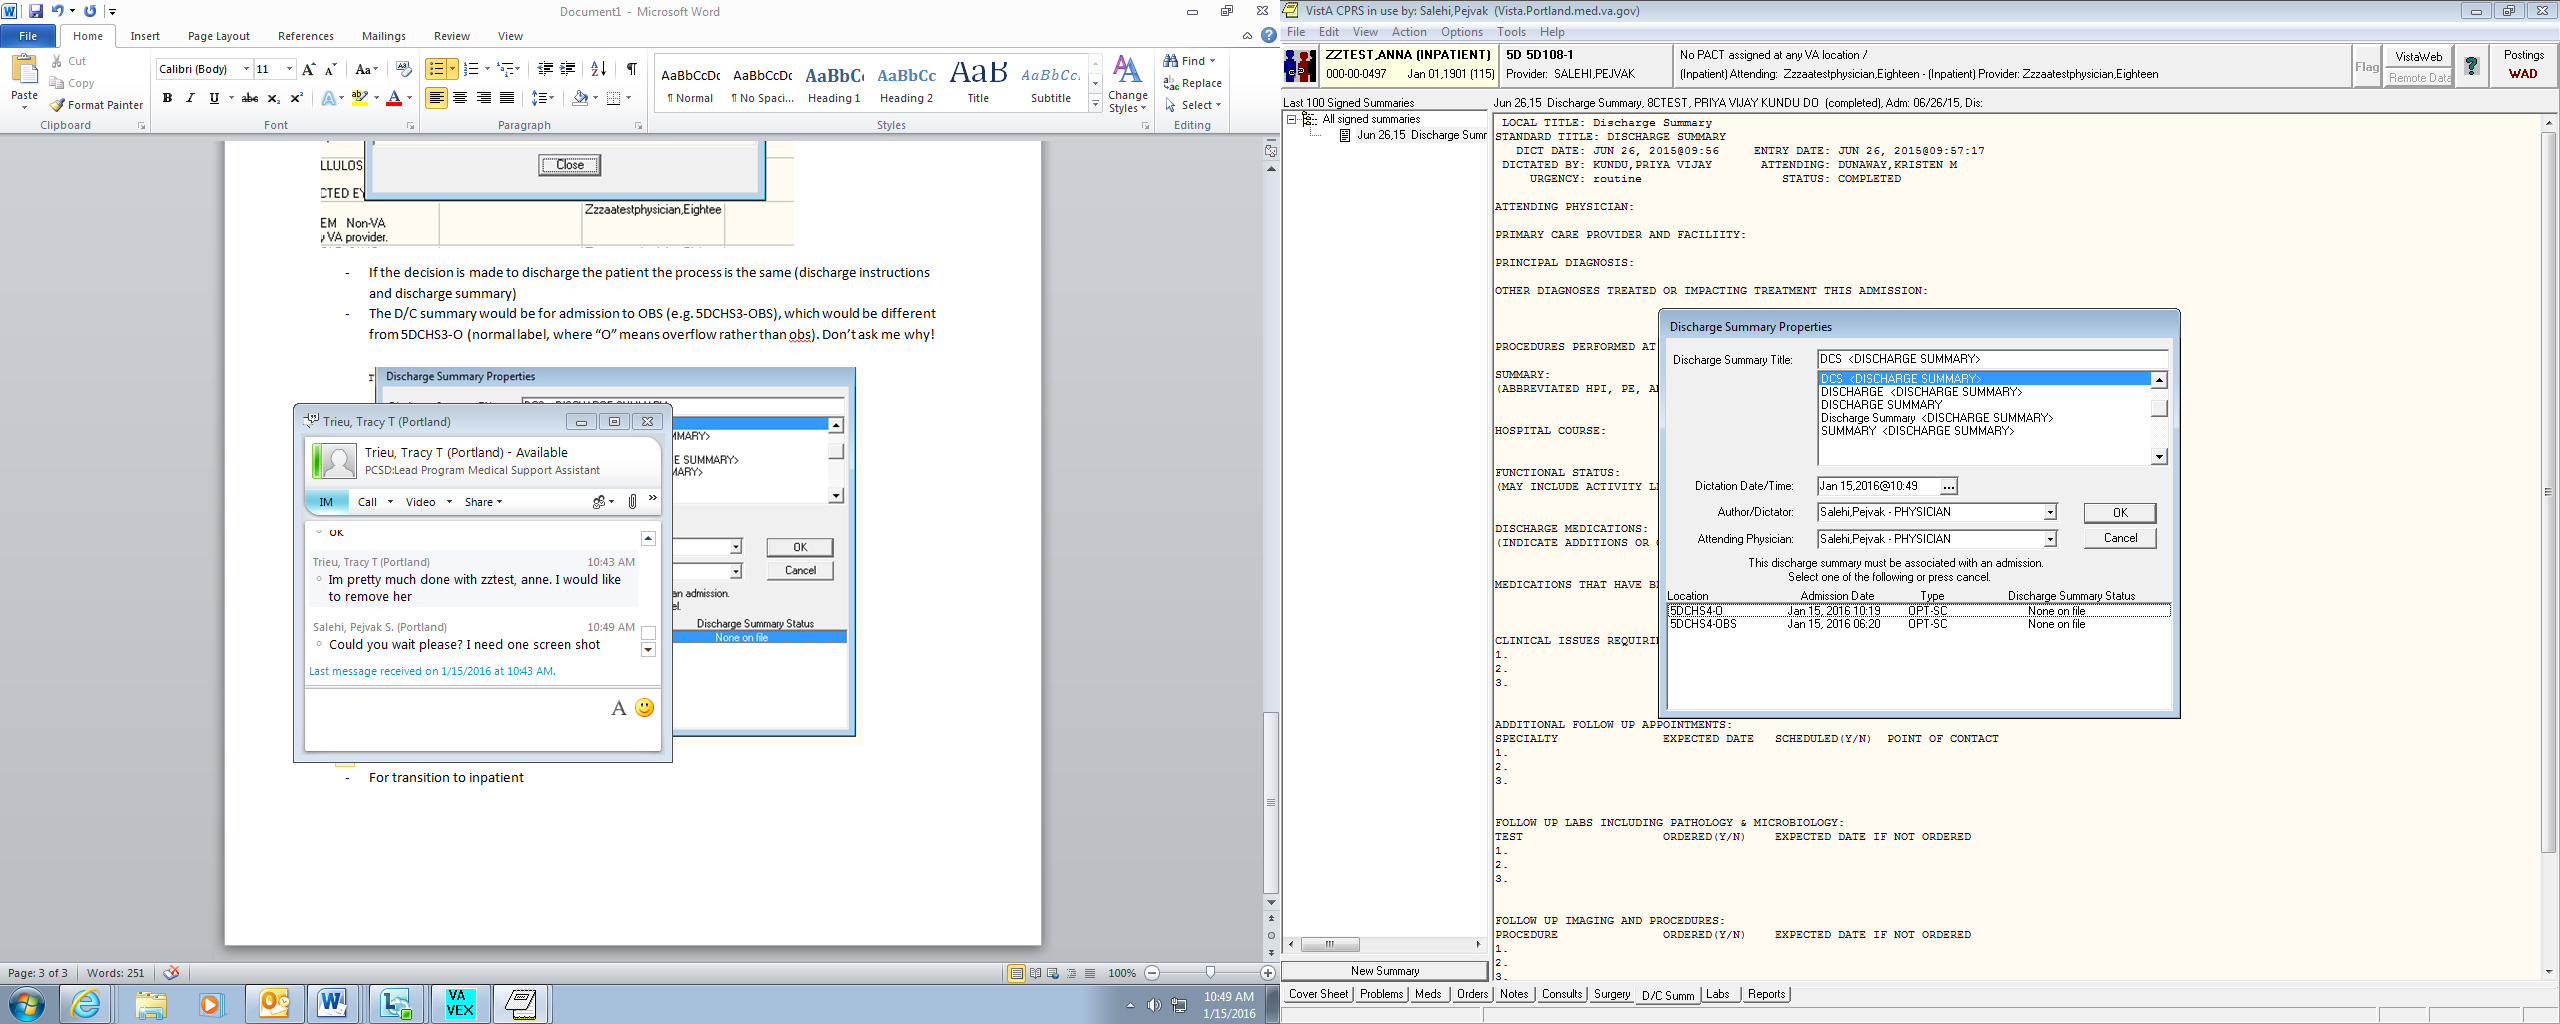 Document1 - Microsoft Word
File Home Insert Page Layout References Mailings Review View
Paste
Cut
Copy
Format Painter
Calibri (Body) 11
AaBbCcDc AaBbCcDc AaBbCc AaBbCc AaB AaBbCc.
¶ Normal ¶ No Spaci... Heading 1 Heading 2 Title Subtitle
Change Styles
Find
Replace
Select
Clipboard Font Paragraph Styles Editing
Close
LLULOS
CTED EY
Zzzaatestphysician,Eightee
EM Non-VA
y VA provider.
- If the decision is made to discharge the patient the process is the same (discharge instructions
and discharge summary)
- The D/C summary would be for admission to OBS (e.g. 5DCHS3-OBS), which would be different
from 5DCHS3-O (normal label, where “O” means overflow rather than obs). Don’t ask me why!
Discharge Summary Properties
MMARY>
E SUMMARY>
MARY>
OK
Cancel
an admission.
el.
Discharge Summary Status
None on file
Trieu, Tracy T (Portland)
Trieu, Tracy T (Portland) - Available
PCSD:Lead Program Medical Support Assistant
IM Call Video Share
OK
Trieu, Tracy T (Portland) 10:43 AM
Im pretty much done with zztest, anne. I would like
to remove her
Salehi, Pejvak S. (Portland) 10:49 AM
Could you wait please? I need one screen shot
Last message received on 1/15/2016 at 10:43 AM.
- For transition to inpatient
Page: 3 of 3 Words: 251 100%
VA
VEX
10:49 AM
1/15/2016
VistA CPRS in use by: Salehi,Pejvak (Vista.Portland.med.va.gov)
File Edit View Action Options Tools Help
ZZTEST,ANNA (INPATIENT)
000-00-0497 Jan 01,1901 (115)
5D 5D108-1
Provider: SALEHI,PEJVAK
No PACT assigned at any VA location /
(Inpatient) Attending: Zzzaatestphysician,Eighteen - (Inpatient) Provider: Zzzaatestphysician,Eighteen
Flag
VistaWeb
Remote Data
Postings
WAD
Last 100 Signed Summaries
All signed summaries
Jun 26,15 Discharge Summ
Jun 26,15 Discharge Summary, 8CTEST, PRIYA VIJAY KUNDU DO (completed), Adm: 06/26/15, Dis:
LOCAL TITLE: Discharge Summary
STANDARD TITLE: DISCHARGE SUMMARY
DICT DATE: JUN 26, 2015@09:56 ENTRY DATE: JUN 26, 2015@09:57:17
DICTATED BY: KUNDU,PRIYA VIJAY ATTENDING: DUNAWAY,KRISTEN M
URGENCY: routine STATUS: COMPLETED
ATTENDING PHYSICIAN:
PRIMARY CARE PROVIDER AND FACILIITY:
PRINCIPAL DIAGNOSIS:
OTHER DIAGNOSES TREATED OR IMPACTING TREATMENT THIS ADMISSION:
PROCEDURES PERFORMED AT
SUMMARY:
(ABBREVIATED HPI, PE, A
HOSPITAL COURSE:
FUNCTIONAL STATUS:
(MAY INCLUDE ACTIVITY L
DISCHARGE MEDICATIONS:
(INDICATE ADDITIONS OR
MEDICATIONS THAT HAVE B
CLINICAL ISSUES REQUIRI
1.
2.
3.
ADDITIONAL FOLLOW UP APPOINTMENTS:
SPECIALTY EXPECTED DATE SCHEDULED(Y/N) POINT OF CONTACT
1.
2.
3.
FOLLOW UP LABS INCLUDING PATHOLOGY & MICROBIOLOGY:
TEST ORDERED(Y/N) EXPECTED DATE IF NOT ORDERED
1.
2.
3.
FOLLOW UP IMAGING AND PROCEDURES:
PROCEDURE ORDERED(Y/N) EXPECTED DATE IF NOT ORDERED
1.
2.
3.
Discharge Summary Properties
Discharge Summary Title: DCS <DISCHARGE SUMMARY>
DCS <DISCHARGE SUMMARY>
DISCHARGE <DISCHARGE SUMMARY>
DISCHARGE SUMMARY
Discharge Summary <DISCHARGE SUMMARY>
SUMMARY <DISCHARGE SUMMARY>
Dictation Date/Time: Jan 15,2016@10:49 ...
Author/Dictator: Salehi,Pejvak - PHYSICIAN OK
Attending Physician: Salehi,Pejvak - PHYSICIAN Cancel
This discharge summary must be associated with an admission.
Select one of the following or press cancel.
Location Admission Date Type Discharge Summary Status
5DCHS4-O Jan 15, 2016 10:19 OPT-SC None on file
5DCHS4-OBS Jan 15, 2016 06:20 OPT-SC None on file
New Summary
Cover Sheet Problems Meds Orders Notes Consults Surgery D/C Summ Labs Reports